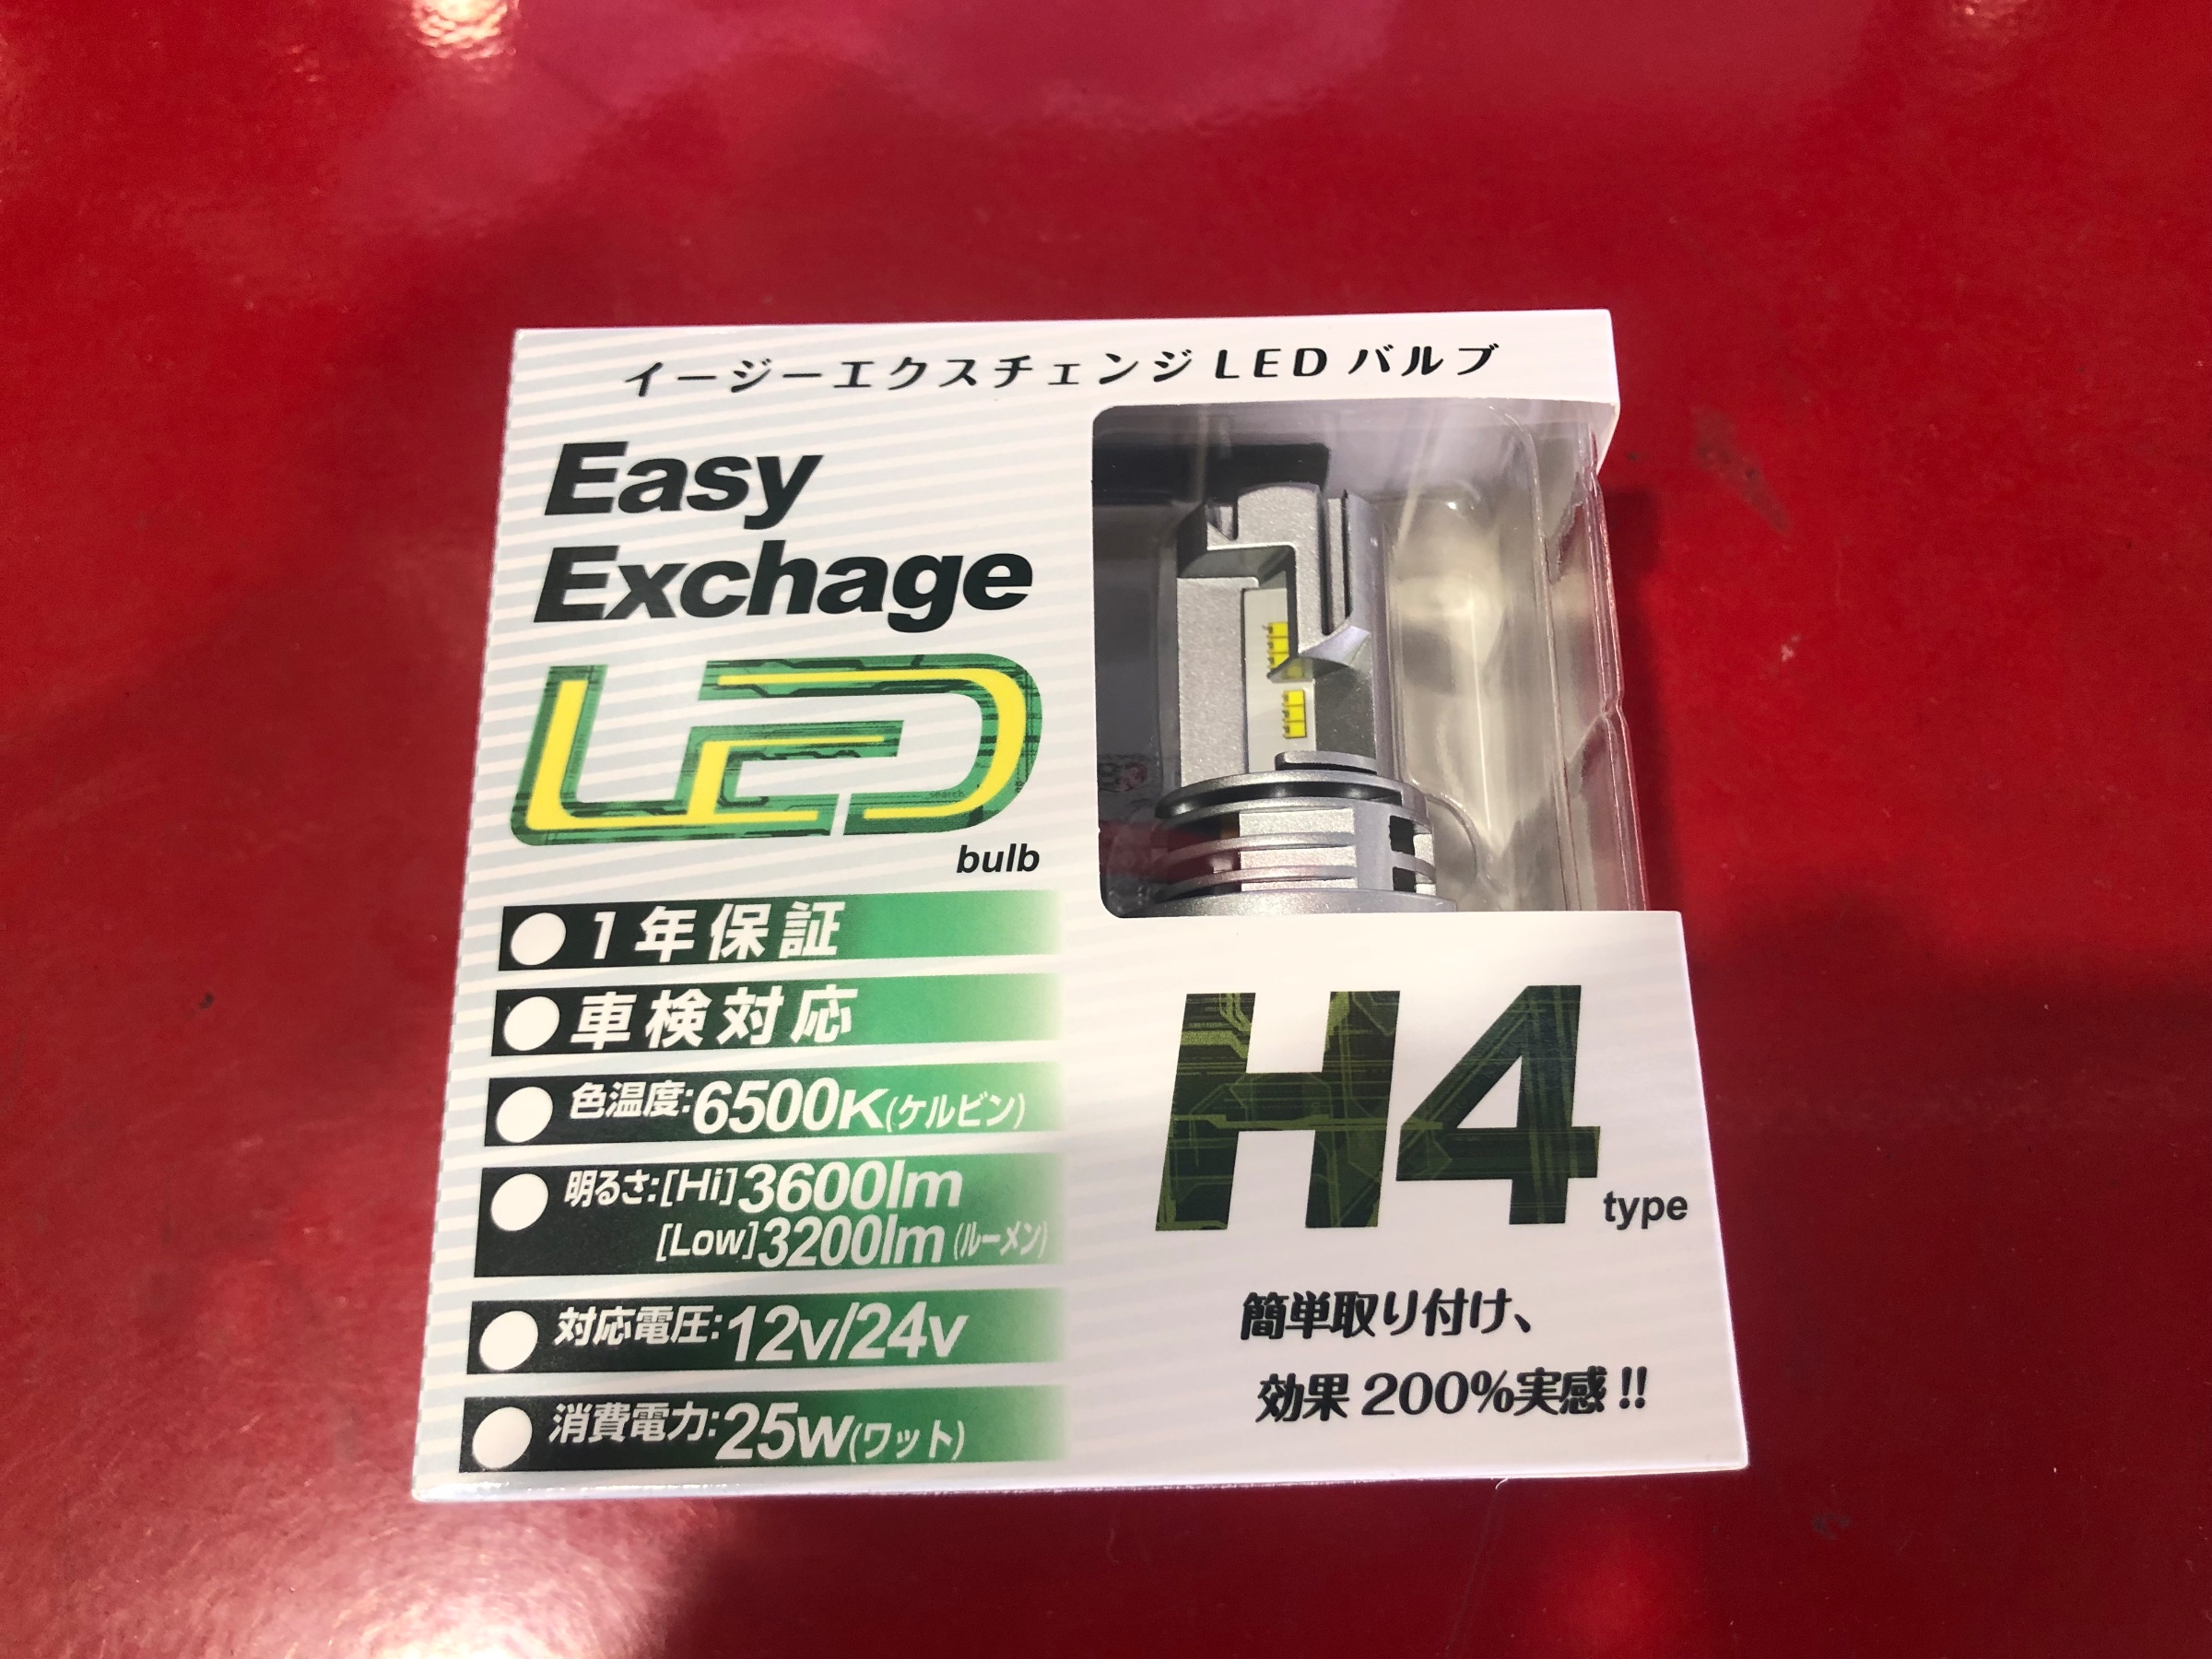 イージーエクスチェンジ LED バルブ
Easy
Exchage
LED
bulb
1年保証
車検対応
色温度:6500K(ケルビン)
明るさ:[Hi]3600lm
[Low]3200lm(ルーメン)
対応電圧:12v/24v
消費電力:25w(ワット)
H4
type
簡単取り付け、
効果200%実感!!